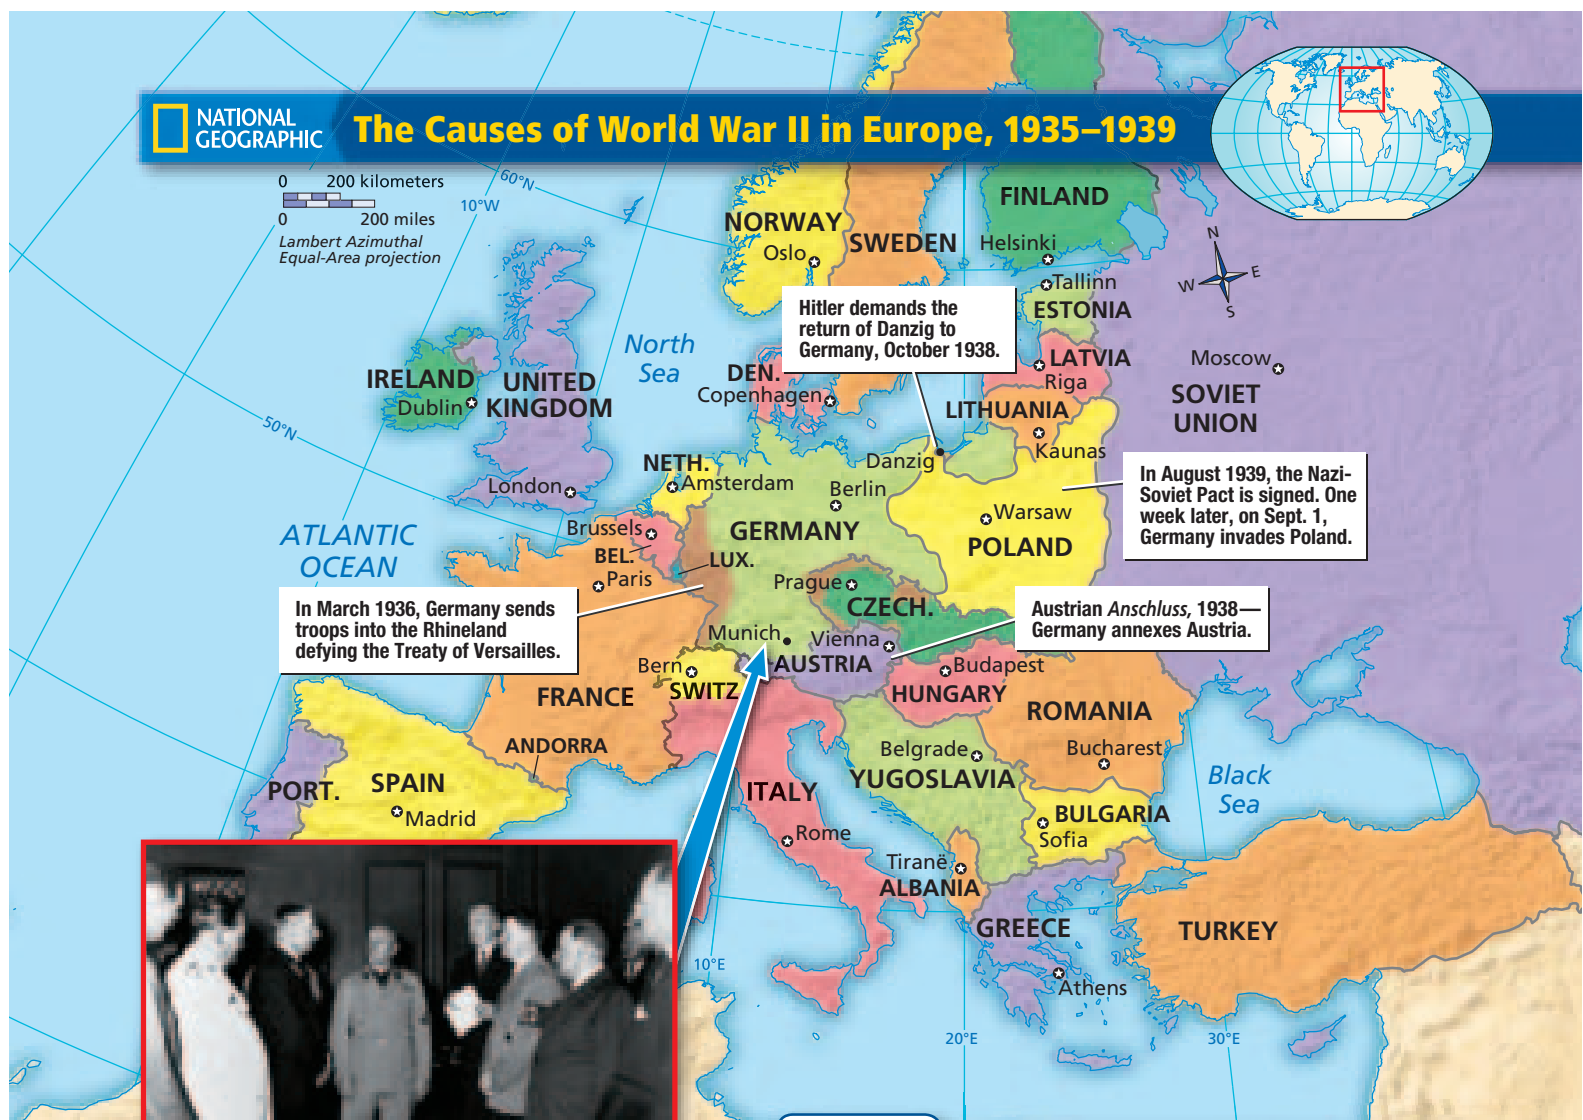 NATIONAL
GEOGRAPHIC
The Causes of World War II in Europe, 1935–1939
0 200 kilometers
0 200 miles
Lambert Azimuthal
Equal-Area projection
60°N
10°W
50°N
N
W
E
S
NORWAY
Oslo
SWEDEN
FINLAND
Helsinki
Tallinn
ESTONIA
Hitler demands the
return of Danzig to
Germany, October 1938.
LATVIA
Riga
Moscow
SOVIET
UNION
North
Sea
IRELAND
Dublin
UNITED
KINGDOM
London
DEN.
Copenhagen
LITHUANIA
Kaunas
Danzig
NETH.
Amsterdam
Berlin
GERMANY
Warsaw
POLAND
In August 1939, the Nazi-
Soviet Pact is signed. One
week later, on Sept. 1,
Germany invades Poland.
ATLANTIC
OCEAN
Brussels
BEL.
LUX.
Paris
Prague
CZECH.
In March 1936, Germany sends
troops into the Rhineland
defying the Treaty of Versailles.
Austrian Anschluss, 1938—
Germany annexes Austria.
Munich
Vienna
AUSTRIA
Bern
SWITZ
Budapest
HUNGARY
FRANCE
ROMANIA
Bucharest
ANDORRA
PORT.
SPAIN
Madrid
ITALY
Rome
Belgrade
YUGOSLAVIA
BULGARIA
Sofia
Black
Sea
Tiranë
ALBANIA
GREECE
Athens
TURKEY
10°E
20°E
30°E